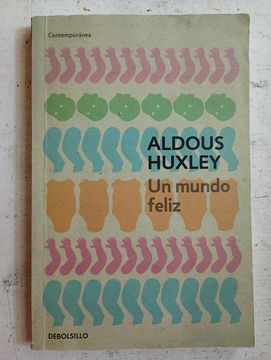 Contemporánea
ALDOUS
HUXLEY
Un mundo
feliz
DEBOLSILLO